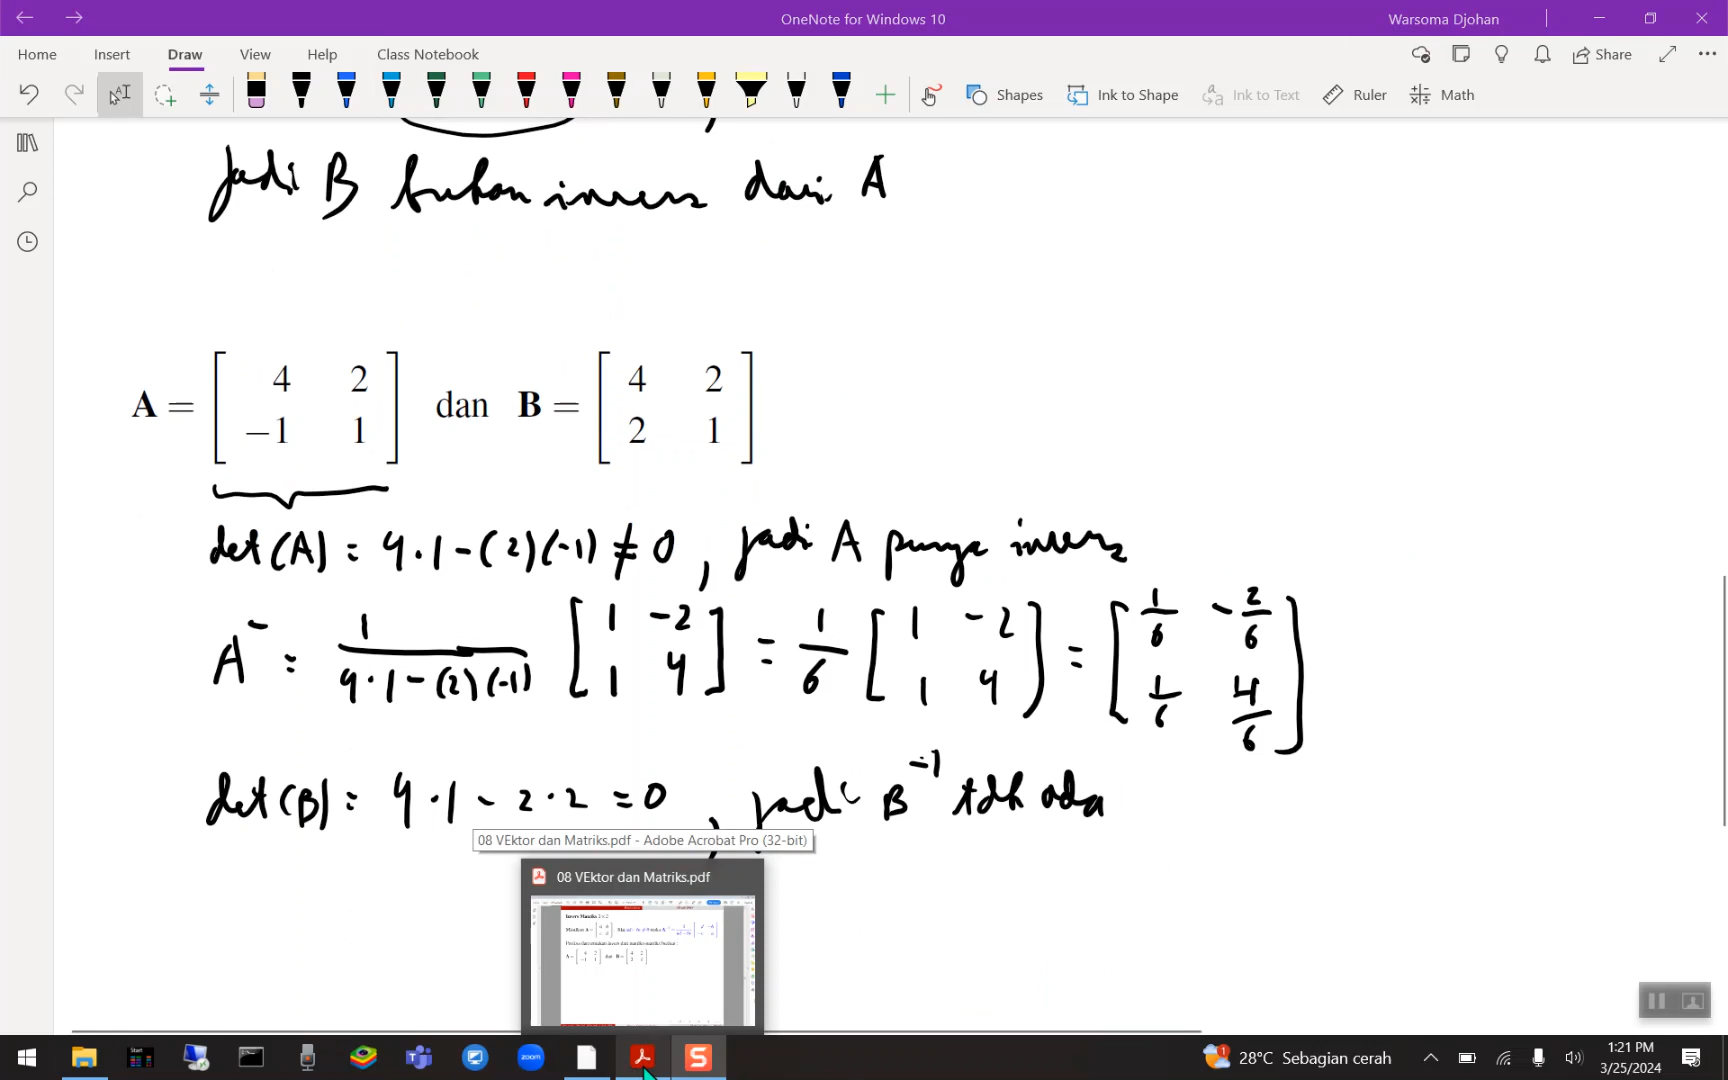 OneNote for Windows 10
Warsoma Djohan
Home Insert Draw View Help Class Notebook
Share
Shapes Ink to Shape Ink to Text Ruler Math
Jadi B bukan invers dari A
A = [ 4 2 ; −1 1 ] dan B = [ 4 2 ; 2 1 ]
det(A) = 4·1 − (2)(−1) ≠ 0, jadi A punya invers
A⁻ = 1/(4·1 − (2)(−1)) [ 1 −2 ; 1 4 ] = 1/6 [ 1 −2 ; 1 4 ] = [ 1/6 −2/6 ; 1/6 4/6 ]
det(B) = 4·1 − 2·2 = 0, jadi B⁻¹ tdk ada
08 VEktor dan Matriks.pdf - Adobe Acrobat Pro (32-bit)
08 VEktor dan Matriks.pdf
Start
zoom
28°C Sebagian cerah
1:21 PM
3/25/2024